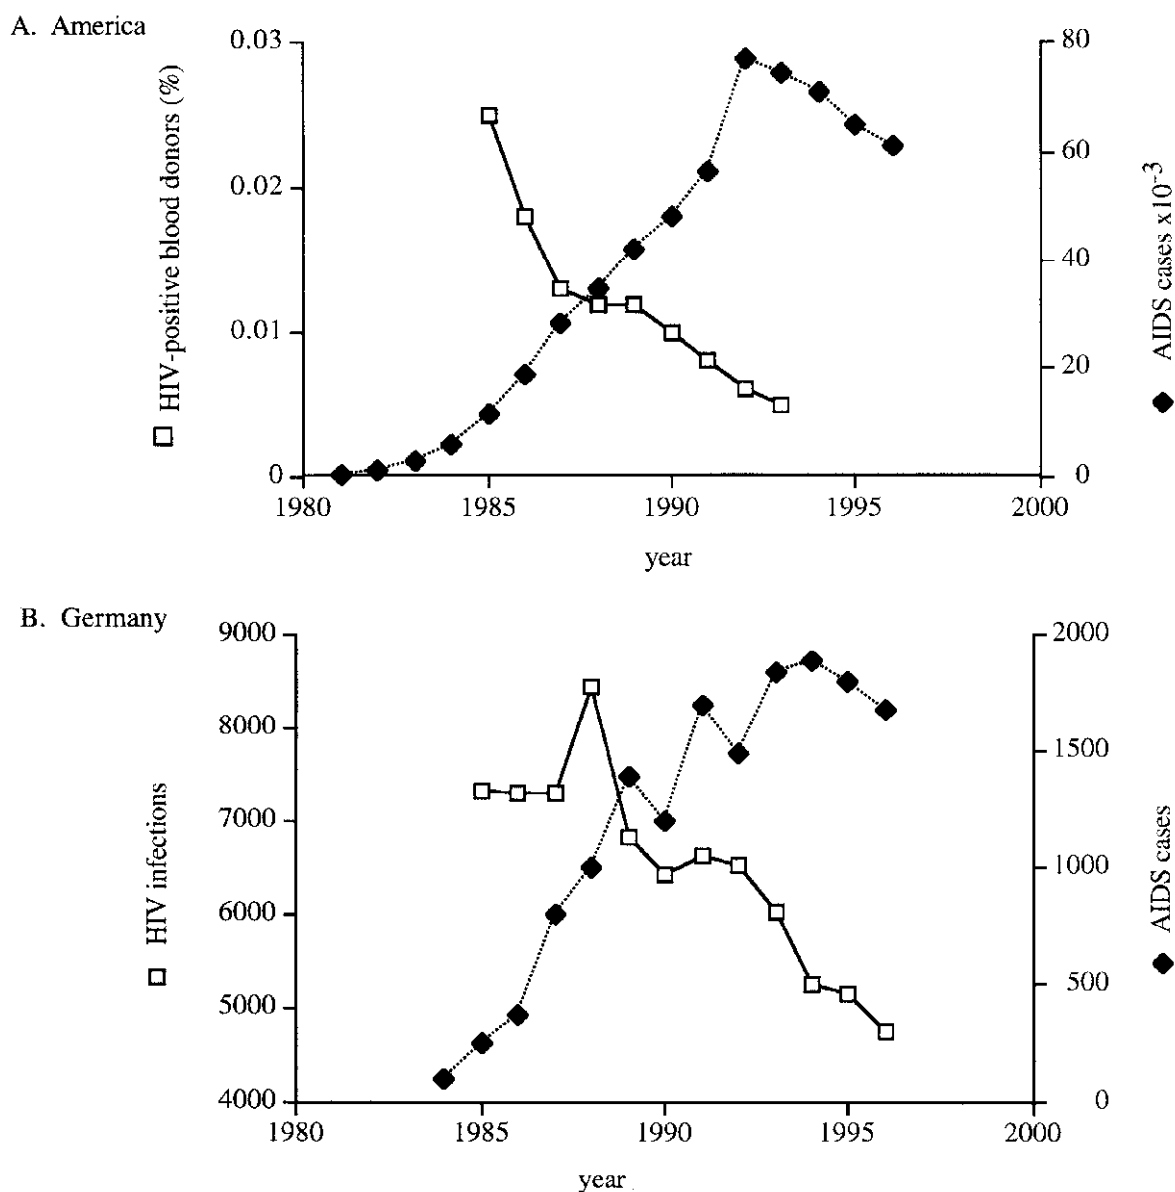 A. America
HIV-positive blood donors (%)
0.03
0.02
0.01
0
80
60
40
20
0
AIDS cases x10-3
1980 1985 1990 1995 2000
year
B. Germany
HIV infections
9000
8000
7000
6000
5000
4000
2000
1500
1000
500
0
AIDS cases
1980 1985 1990 1995 2000
year